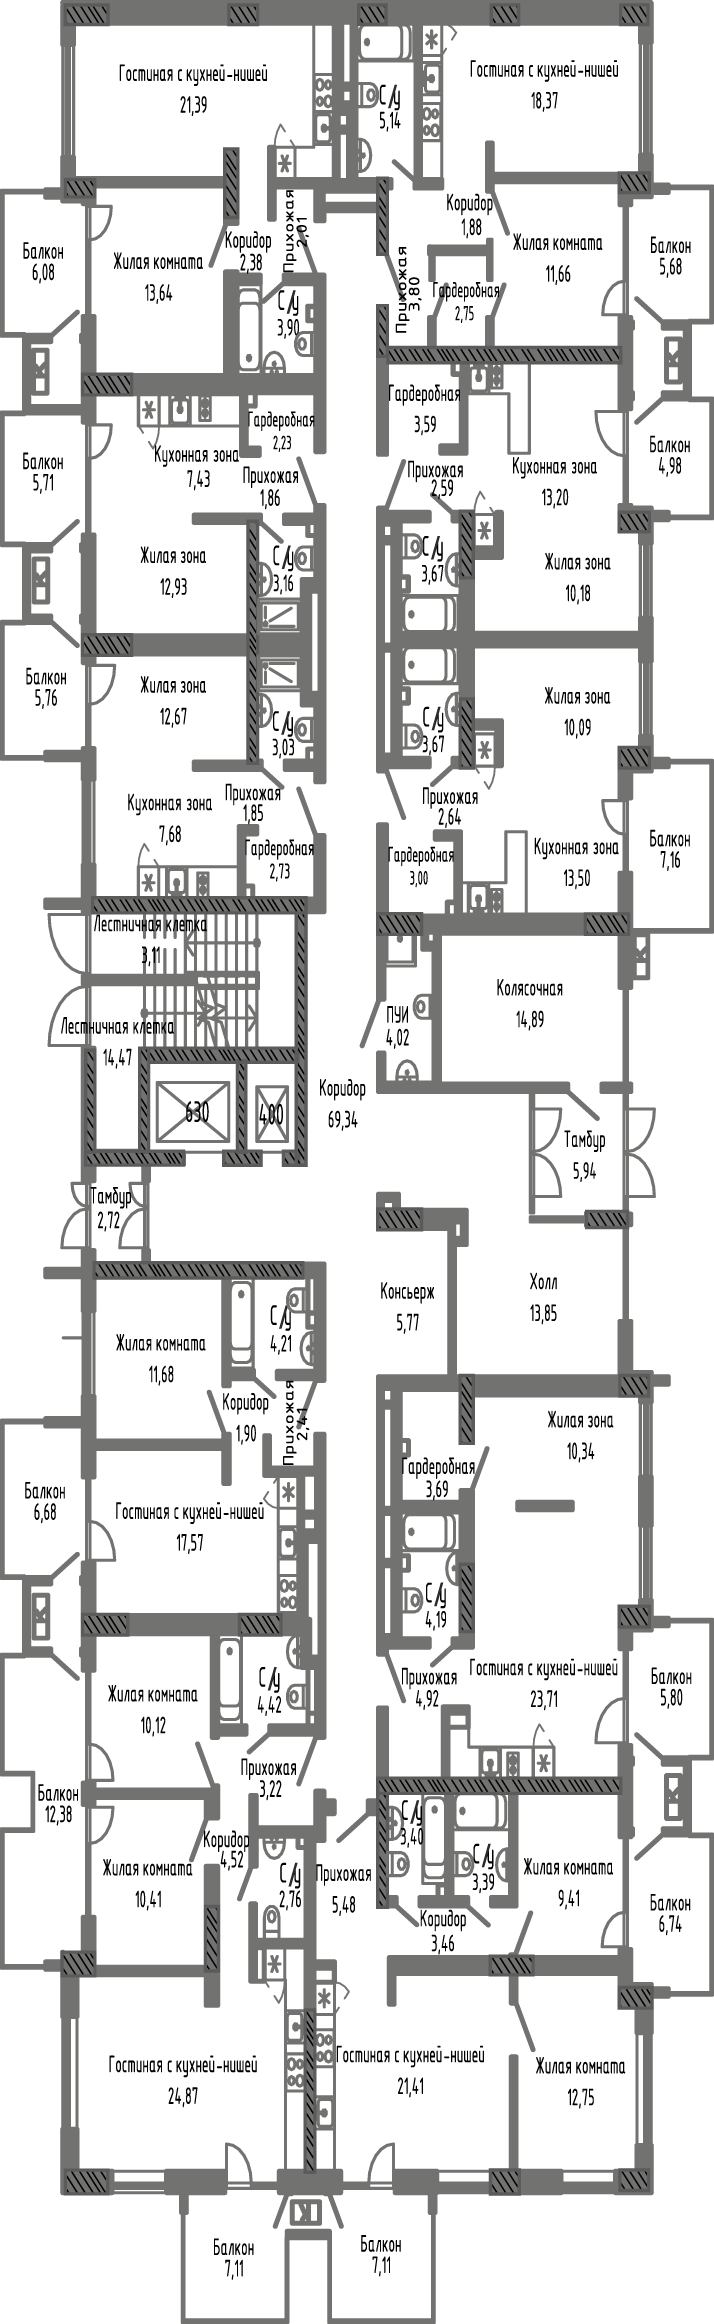 Гостиная с кухней-нишей
21,39
С/у
5,14
Гостиная с кухней-нишей
18,37
Балкон
6,08
Жилая комната
13,64
Коридор
2,38
Прихожая
2,01
С/у
3,90
Коридор
1,88
Прихожая
3,80
Гардеробная
2,75
Жилая комната
11,66
Балкон
5,68
Балкон
5,71
Кухонная зона
7,43
Гардеробная
2,23
Прихожая
1,86
Гардеробная
3,59
Прихожая
2,59
Кухонная зона
13,20
Балкон
4,98
Жилая зона
12,93
С/у
3,16
С/у
3,67
Жилая зона
10,18
Балкон
5,76
Жилая зона
12,67
С/у
3,03
С/у
3,67
Жилая зона
10,09
Кухонная зона
7,68
Прихожая
1,85
Гардеробная
2,73
Прихожая
2,64
Гардеробная
3,00
Кухонная зона
13,50
Балкон
7,16
Лестничная клетка
3,11
Лестничная клетка
14,47
ПУИ
4,02
Колясочная
14,89
630
400
Коридор
69,34
Тамбур
5,94
Тамбур
2,72
Консьерж
5,77
Холл
13,85
Жилая комната
11,68
С/у
4,21
Коридор
1,90
Прихожая
2,41
Жилая зона
10,34
Гардеробная
3,69
Балкон
6,68
Гостиная с кухней-нишей
17,57
С/у
4,19
Жилая комната
10,12
С/у
4,42
Прихожая
4,92
Гостиная с кухней-нишей
23,71
Балкон
5,80
Прихожая
3,22
Балкон
12,38
Коридор
4,52
Жилая комната
10,41
С/у
2,76
Прихожая
5,48
С/у
3,40
С/у
3,39
Жилая комната
9,41
Коридор
3,46
Балкон
6,74
Гостиная с кухней-нишей
24,87
Гостиная с кухней-нишей
21,41
Жилая комната
12,75
Балкон
7,11
Балкон
7,11